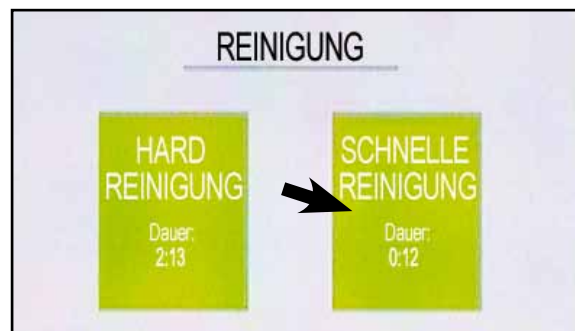 REINIGUNG
HARD
REINIGUNG
Dauer:
2:13
SCHNELLE
REINIGUNG
Dauer:
0:12